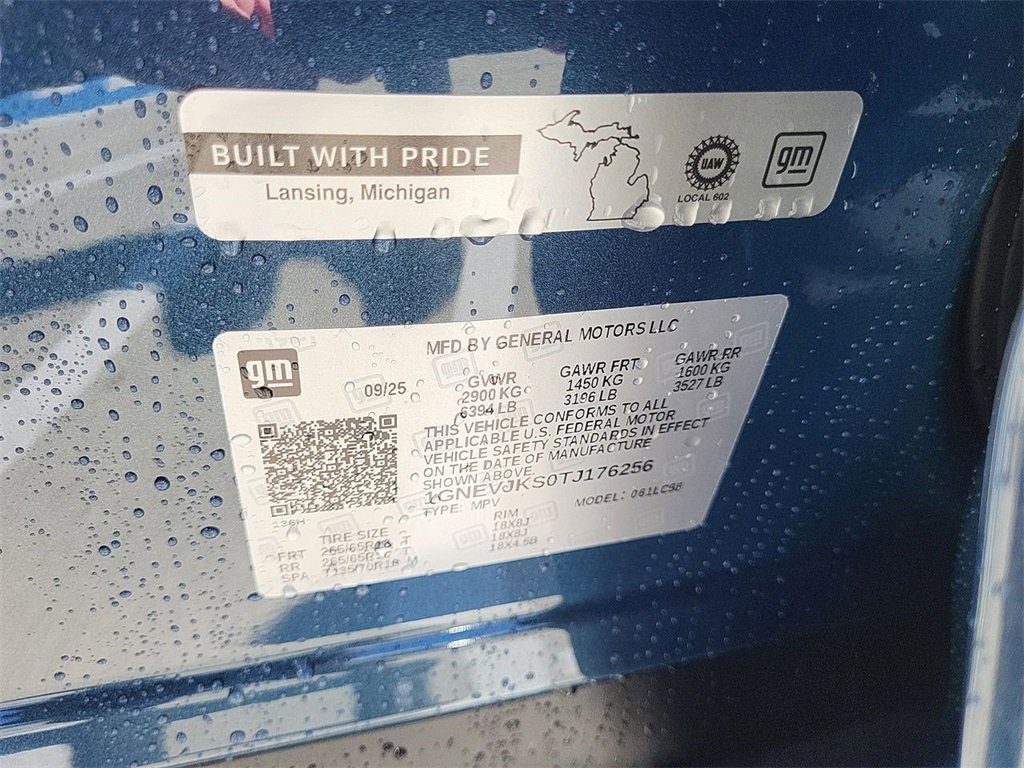 BUILT WITH PRIDE
Lansing, Michigan
UAW
LOCAL 602
gm
gm
MFD BY GENERAL MOTORS LLC
09/25
GVWR
2900 KG
6394 LB
GAWR FRT
1450 KG
3196 LB
GAWR RR
1600 KG
3527 LB
THIS VEHICLE CONFORMS TO ALL
APPLICABLE U.S. FEDERAL MOTOR
VEHICLE SAFETY STANDARDS IN EFFECT
ON THE DATE OF MANUFACTURE
SHOWN ABOVE.
1GNEVJKS0TJ176256
TYPE: MPV
MODEL:
TIRE SIZE
RIM
FRT
18X8J
RR
18X8J
SPA
T135/70R18 M
18X4.5B